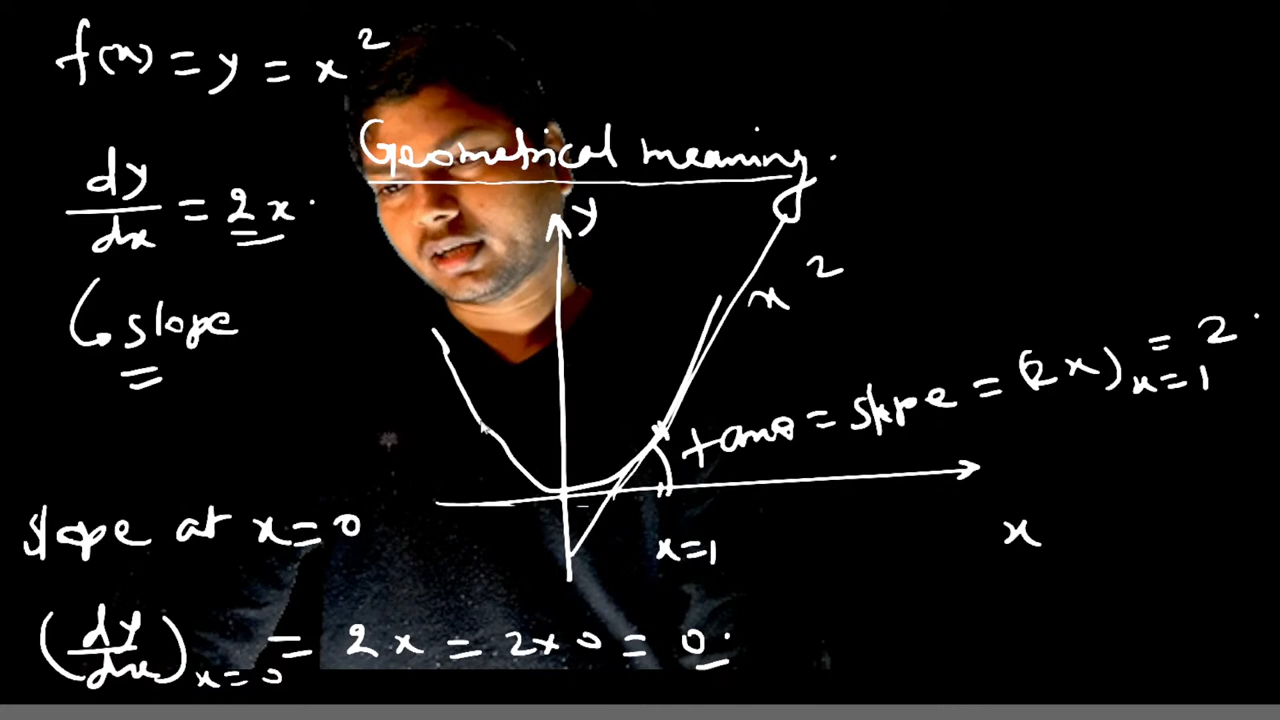 f(x) = y = x²
Geometrical meaning.
dy/dx = 2x.
slope
y
x²
tanθ = slope = (2x)ₓ₌₁ = 2.
x
x=1
slope at x=0
(dy/dx)ₓ₌₀ = 2x = 2×0 = 0.